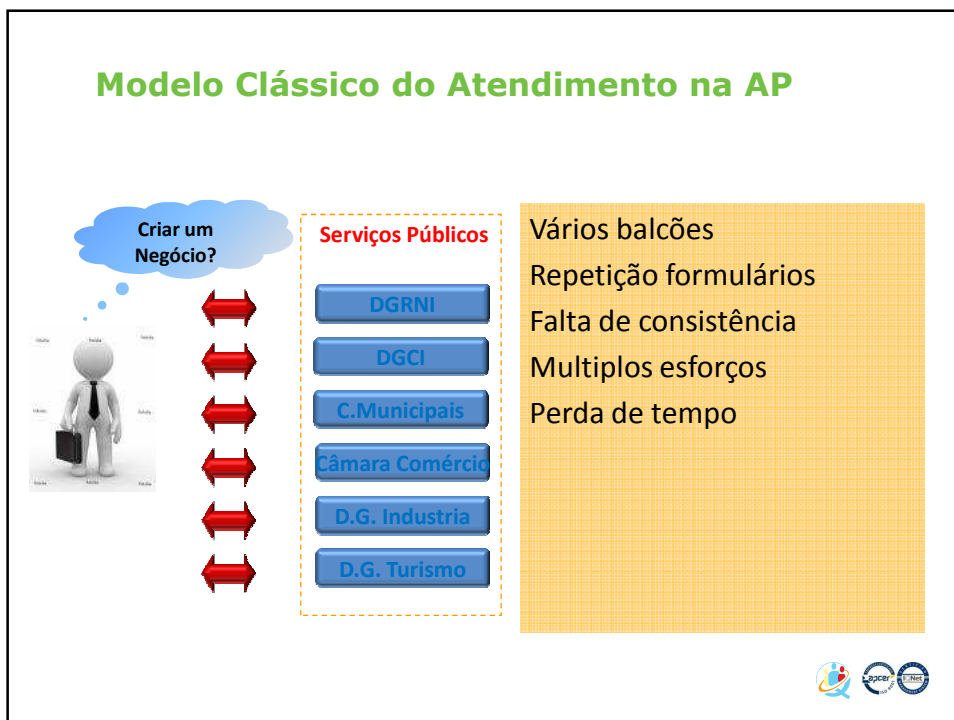 Modelo Clássico do Atendimento na AP
Criar um
Negócio?
Serviços Públicos
DGRNI
DGCI
C.Municipais
Câmara Comércio
D.G. Industria
D.G. Turismo
Vários balcões
Repetição formulários
Falta de consistência
Multiplos esforços
Perda de tempo
apcer